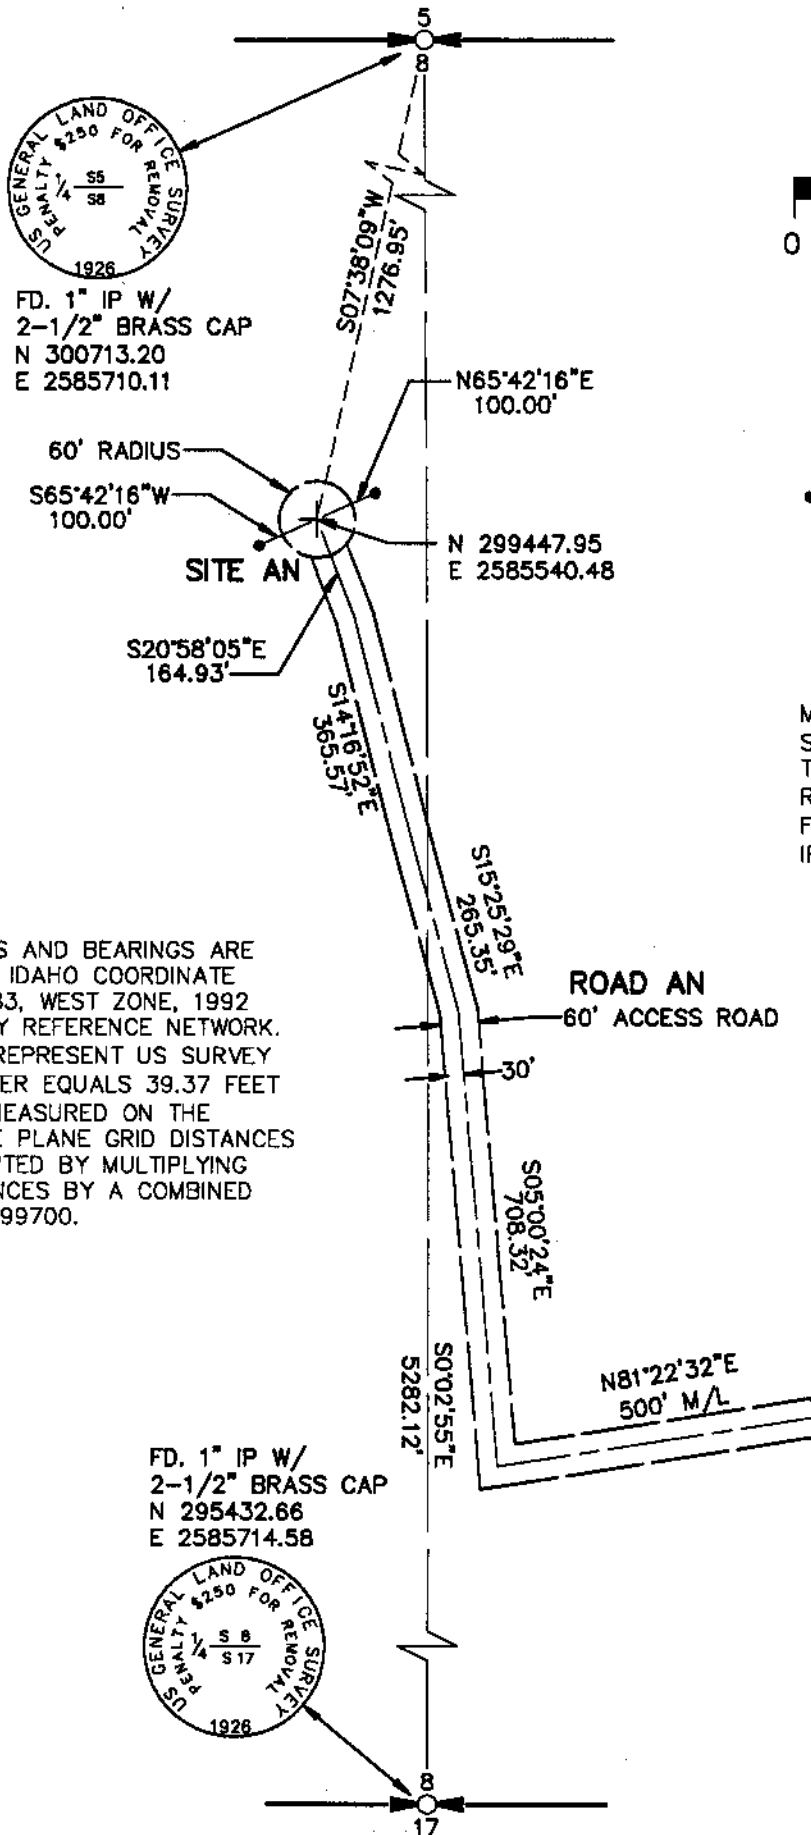 5
8
US GENERAL LAND OFFICE SURVEY
PENALTY $250 FOR REMOVAL
1/4 S5
S8
1926
FD. 1" IP W/
2-1/2" BRASS CAP
N 300713.20
E 2585710.11
S07°38'09"W
1276.95'
0
N65°42'16"E
100.00'
60' RADIUS
S65°42'16"W
100.00'
N 299447.95
E 2585540.48
SITE AN
S20°58'05"E
164.93'
S14°16'52"E
365.57'
M
S
T
R
F
IF
S15°25'29"E
265.35'
S AND BEARINGS ARE
IDAHO COORDINATE
83, WEST ZONE, 1992
Y REFERENCE NETWORK.
REPRESENT US SURVEY
ER EQUALS 39.37 FEET
MEASURED ON THE
E PLANE GRID DISTANCES
TED BY MULTIPLYING
NCES BY A COMBINED
99700.
ROAD AN
60' ACCESS ROAD
30'
S05°00'24"E
708.32'
S0°02'55"E
5282.12'
N81°22'32"E
500' M/L
FD. 1" IP W/
2-1/2" BRASS CAP
N 295432.66
E 2585714.58
US GENERAL LAND OFFICE SURVEY
PENALTY $250 FOR REMOVAL
1/4 S 8
S 17
1926
8
17